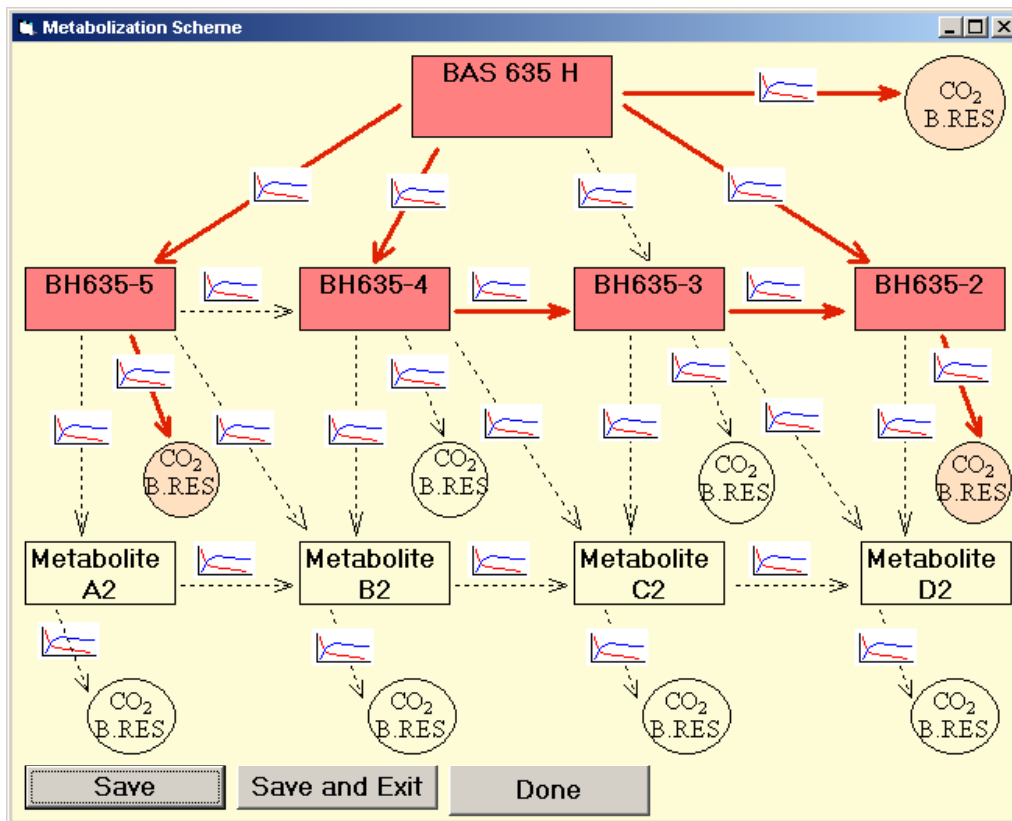 Metabolization Scheme
BAS 635 H
CO₂
B.RES
BH635-5
BH635-4
BH635-3
BH635-2
CO₂
B.RES
CO₂
B.RES
CO₂
B.RES
CO₂
B.RES
Metabolite
A2
Metabolite
B2
Metabolite
C2
Metabolite
D2
CO₂
B.RES
CO₂
B.RES
CO₂
B.RES
CO₂
B.RES
Save
Save and Exit
Done